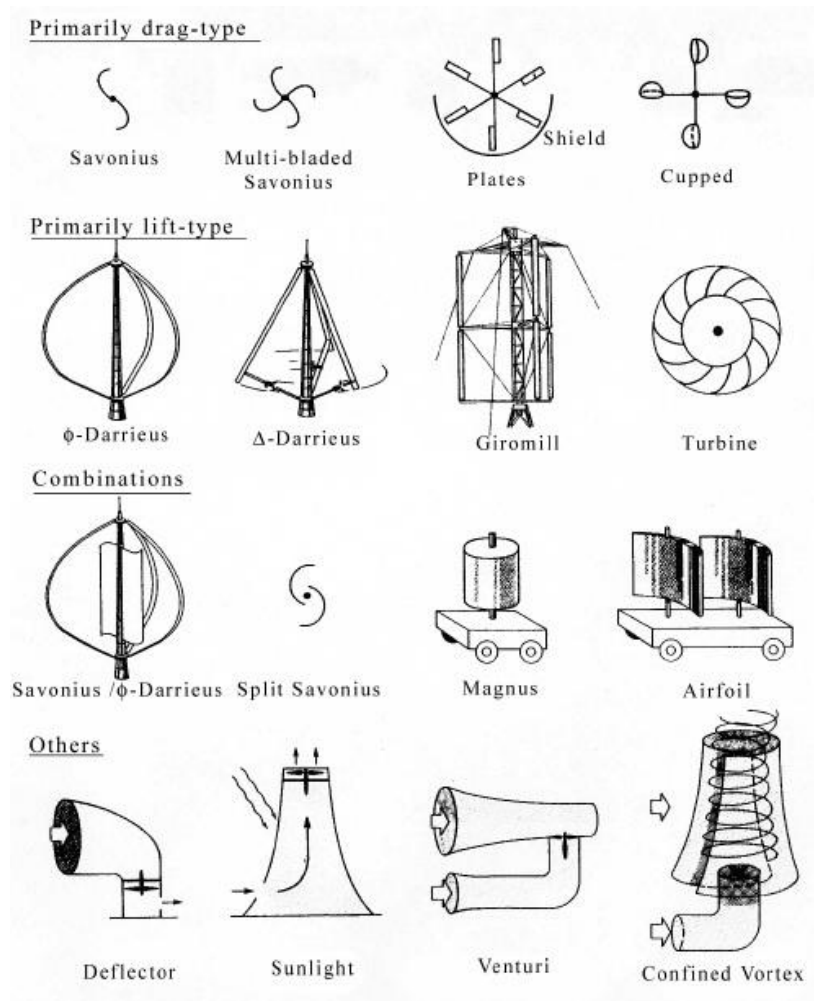 Primarily drag-type
Savonius
Multi-bladed
Savonius
Plates
Shield
Cupped
Primarily lift-type
ϕ-Darrieus
Δ-Darrieus
Giromill
Turbine
Combinations
Savonius /ϕ-Darrieus
Split Savonius
Magnus
Airfoil
Others
Deflector
Sunlight
Venturi
Confined Vortex